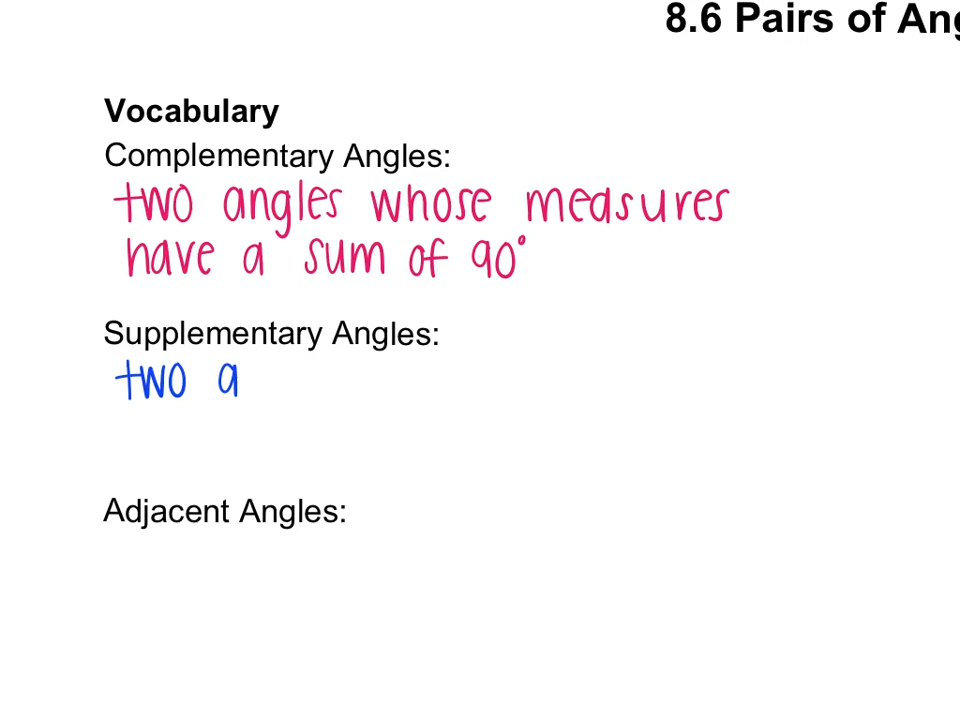 8.6 Pairs of Ang
Vocabulary
Complementary Angles:
two angles whose measures
have a sum of 90°
Supplementary Angles:
two a
Adjacent Angles: